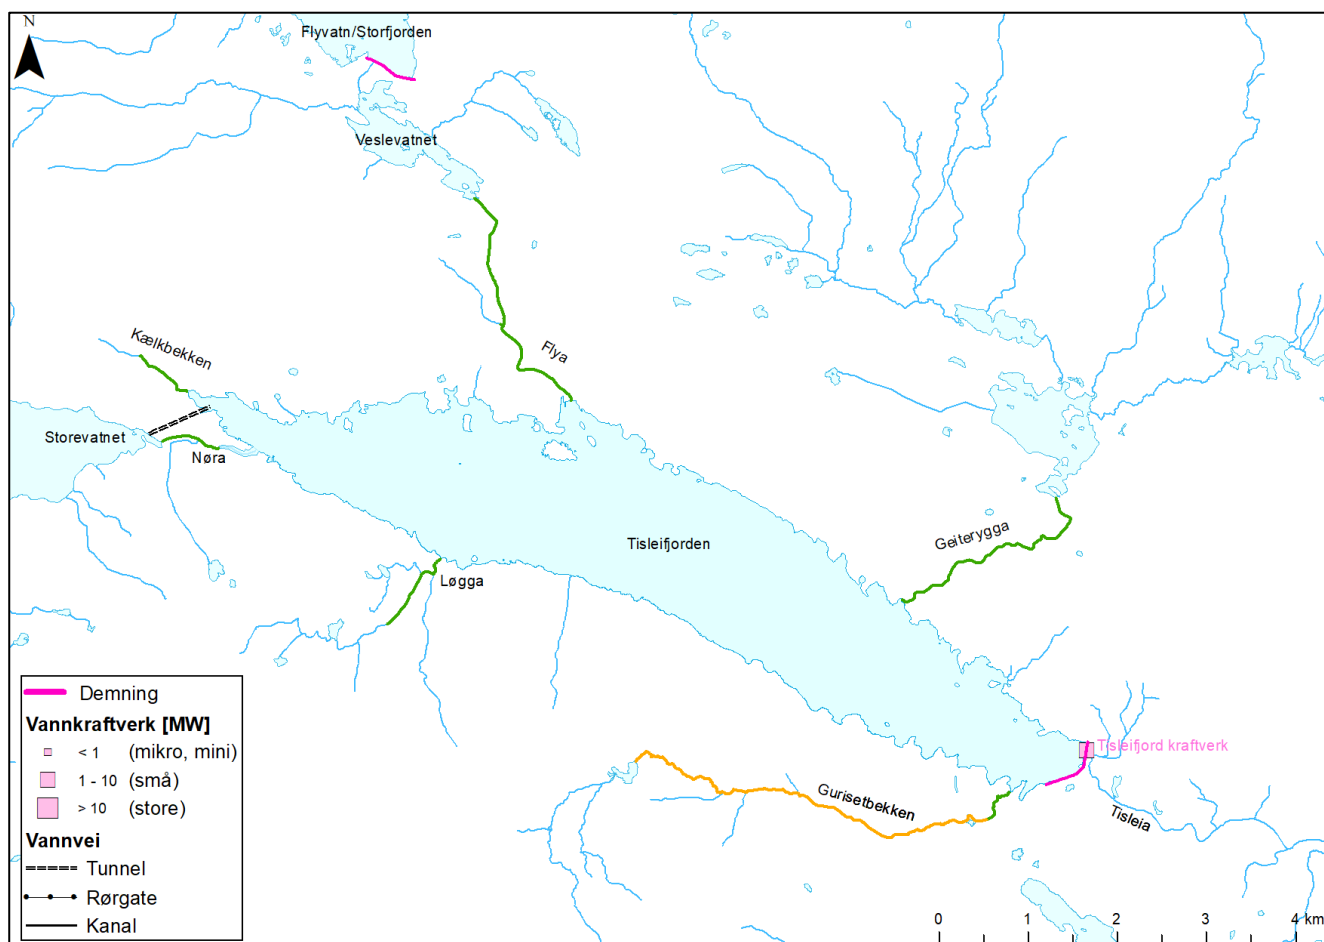 N
Flyvatn/Storfjorden
Veslevatnet
Kælkbekken
Flya
Storevatnet
Nøra
Geiterygga
Tisleifjorden
Løgga
Tisleifjord kraftverk
Gurisetbekken
Tisleia
Demning
Vannkraftverk [MW]
< 1 (mikro, mini)
1 - 10 (små)
> 10 (store)
Vannvei
Tunnel
Rørgate
Kanal
0 1 2 3 4 km